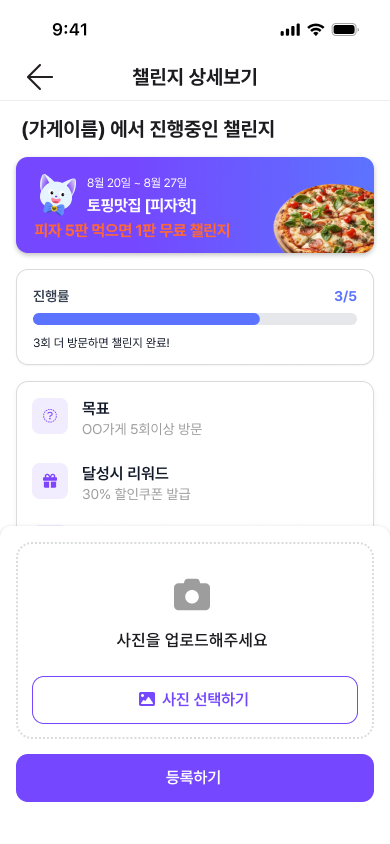 9:41
챌린지 상세보기
(가게이름) 에서 진행중인 챌린지
8월 20일 ~ 8월 27일
토핑맛집 [피자헛]
피자 5판 먹으면 1판 무료 챌린지
진행률
3/5
3회 더 방문하면 챌린지 완료!
목표
OO가게 5회이상 방문
달성시 리워드
30% 할인쿠폰 발급
사진을 업로드해주세요
사진 선택하기
등록하기